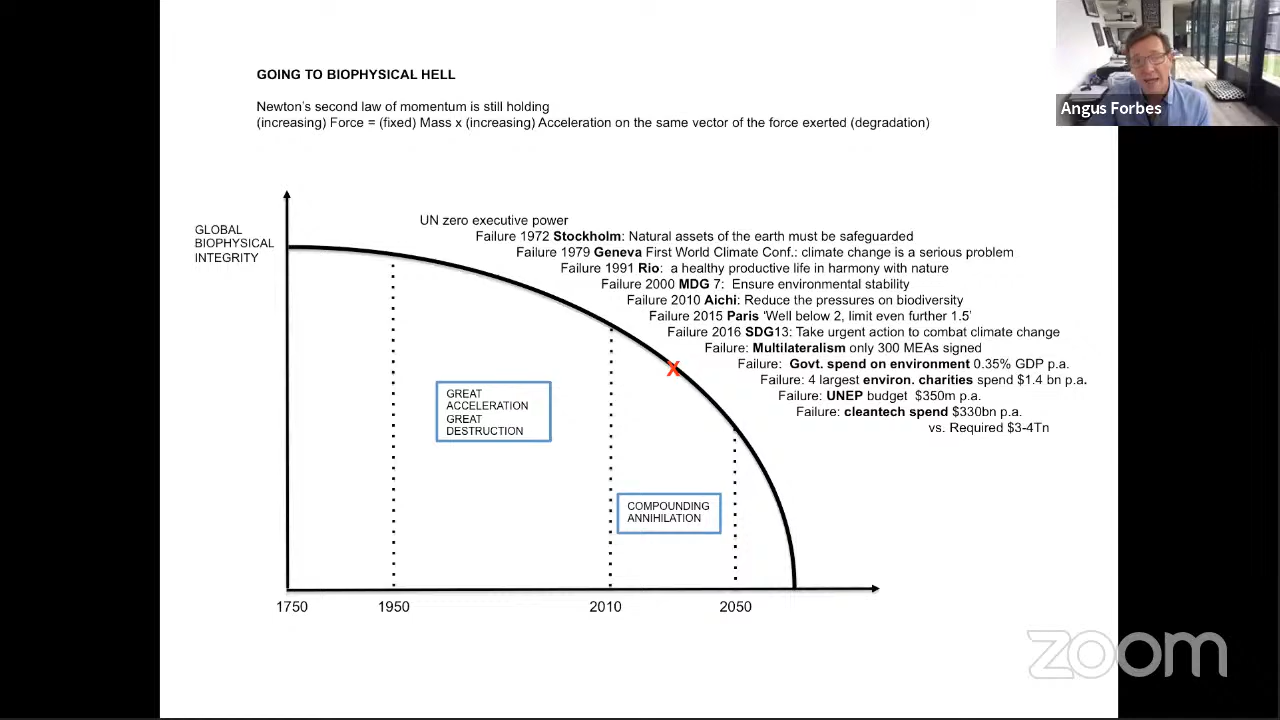 GOING TO BIOPHYSICAL HELL
Newton's second law of momentum is still holding
(increasing) Force = (fixed) Mass x (increasing) Acceleration on the same vector of the force exerted (degradation)
Angus Forbes
GLOBAL
BIOPHYSICAL
INTEGRITY
UN zero executive power
Failure 1972 Stockholm: Natural assets of the earth must be safeguarded
Failure 1979 Geneva First World Climate Conf.: climate change is a serious problem
Failure 1991 Rio: a healthy productive life in harmony with nature
Failure 2000 MDG 7: Ensure environmental stability
Failure 2010 Aichi: Reduce the pressures on biodiversity
Failure 2015 Paris 'Well below 2, limit even further 1.5'
Failure 2016 SDG13: Take urgent action to combat climate change
Failure: Multilateralism only 300 MEAs signed
Failure: Govt. spend on environment 0.35% GDP p.a.
Failure: 4 largest environ. charities spend $1.4 bn p.a.
Failure: UNEP budget $350m p.a.
Failure: cleantech spend $330bn p.a.
vs. Required $3-4Tn
X
GREAT
ACCELERATION
GREAT
DESTRUCTION
COMPOUNDING
ANNIHILATION
1750 1950 2010 2050
zoom